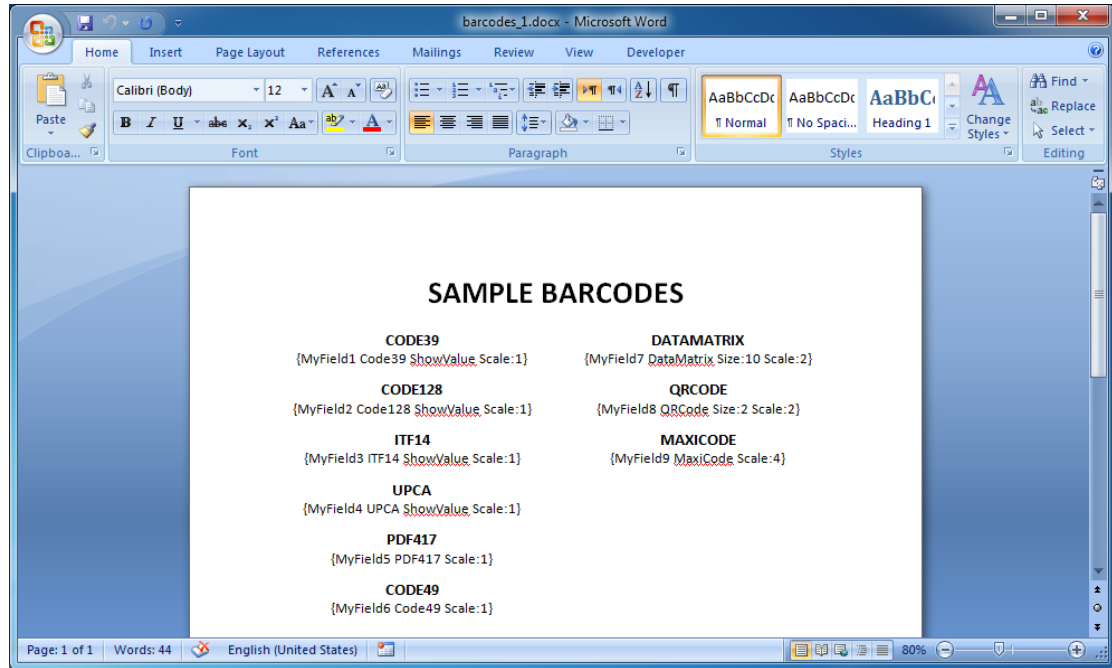 barcodes_1.docx - Microsoft Word
Home Insert Page Layout References Mailings Review View Developer
Paste
Calibri (Body) 12
AaBbCcDc AaBbCcDc AaBbC
¶ Normal ¶ No Spaci... Heading 1
Change Styles
Find
Replace
Select
Clipboa... Font Paragraph Styles Editing
SAMPLE BARCODES
CODE39
{MyField1 Code39 ShowValue Scale:1}
CODE128
{MyField2 Code128 ShowValue Scale:1}
ITF14
{MyField3 ITF14 ShowValue Scale:1}
UPCA
{MyField4 UPCA ShowValue Scale:1}
PDF417
{MyField5 PDF417 Scale:1}
CODE49
{MyField6 Code49 Scale:1}
DATAMATRIX
{MyField7 DataMatrix Size:10 Scale:2}
QRCODE
{MyField8 QRCode Size:2 Scale:2}
MAXICODE
{MyField9 MaxiCode Scale:4}
Page: 1 of 1 Words: 44 English (United States) 80%